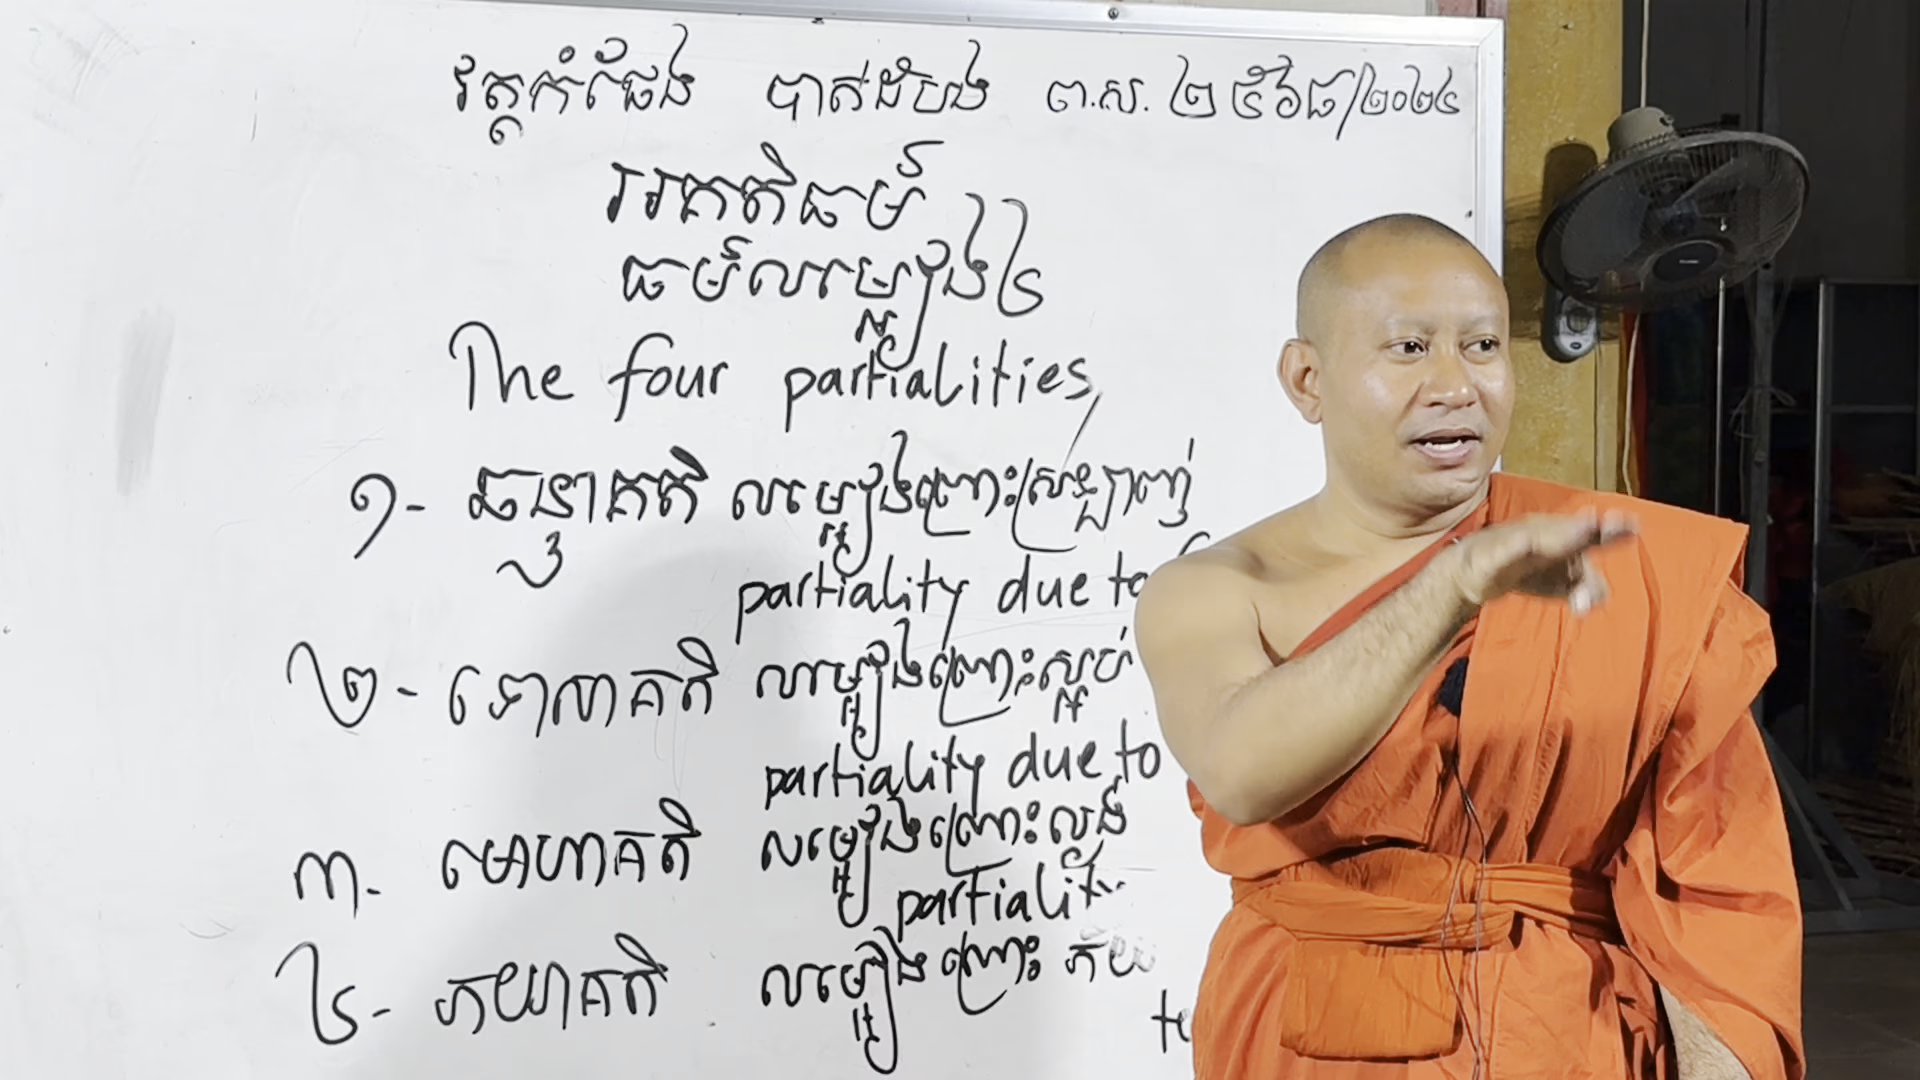 វត្តកំផែង បាត់ដំបង ព.ស. ២៥៦៨/២០២៤
អគតិធម៌
ធម៌លម្អៀង ៤
The four partialities,
១- ឆន្ទាគតិ លម្អៀងព្រោះស្រឡាញ់
partiality due to
២- ទោសាគតិ លម្អៀងព្រោះស្អប់
partiality due to
៣- មោហាគតិ លម្អៀងព្រោះល្ងង់
partialit
៤- ភយាគតិ លម្អៀងព្រោះ ភ័យ